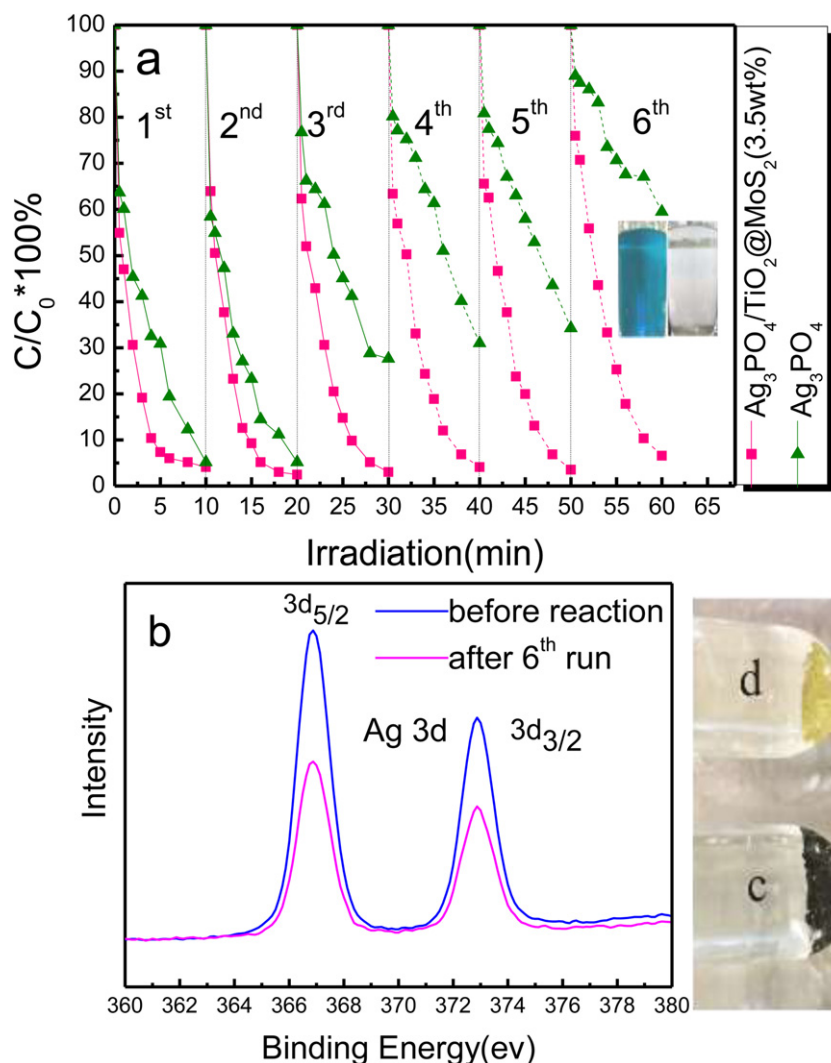 a
1st
2nd
3rd
4th
5th
6th
100
90
80
70
60
50
40
30
20
10
0
C/C0 *100%
0 5 10 15 20 25 30 35 40 45 50 55 60 65
Irradiation(min)
Ag3PO4/TiO2@MoS2(3.5wt%)
Ag3PO4
b
3d5/2
before reaction
after 6th run
Ag 3d
3d3/2
Intensity
360 362 364 366 368 370 372 374 376 378 380
Binding Energy(ev)
d
c